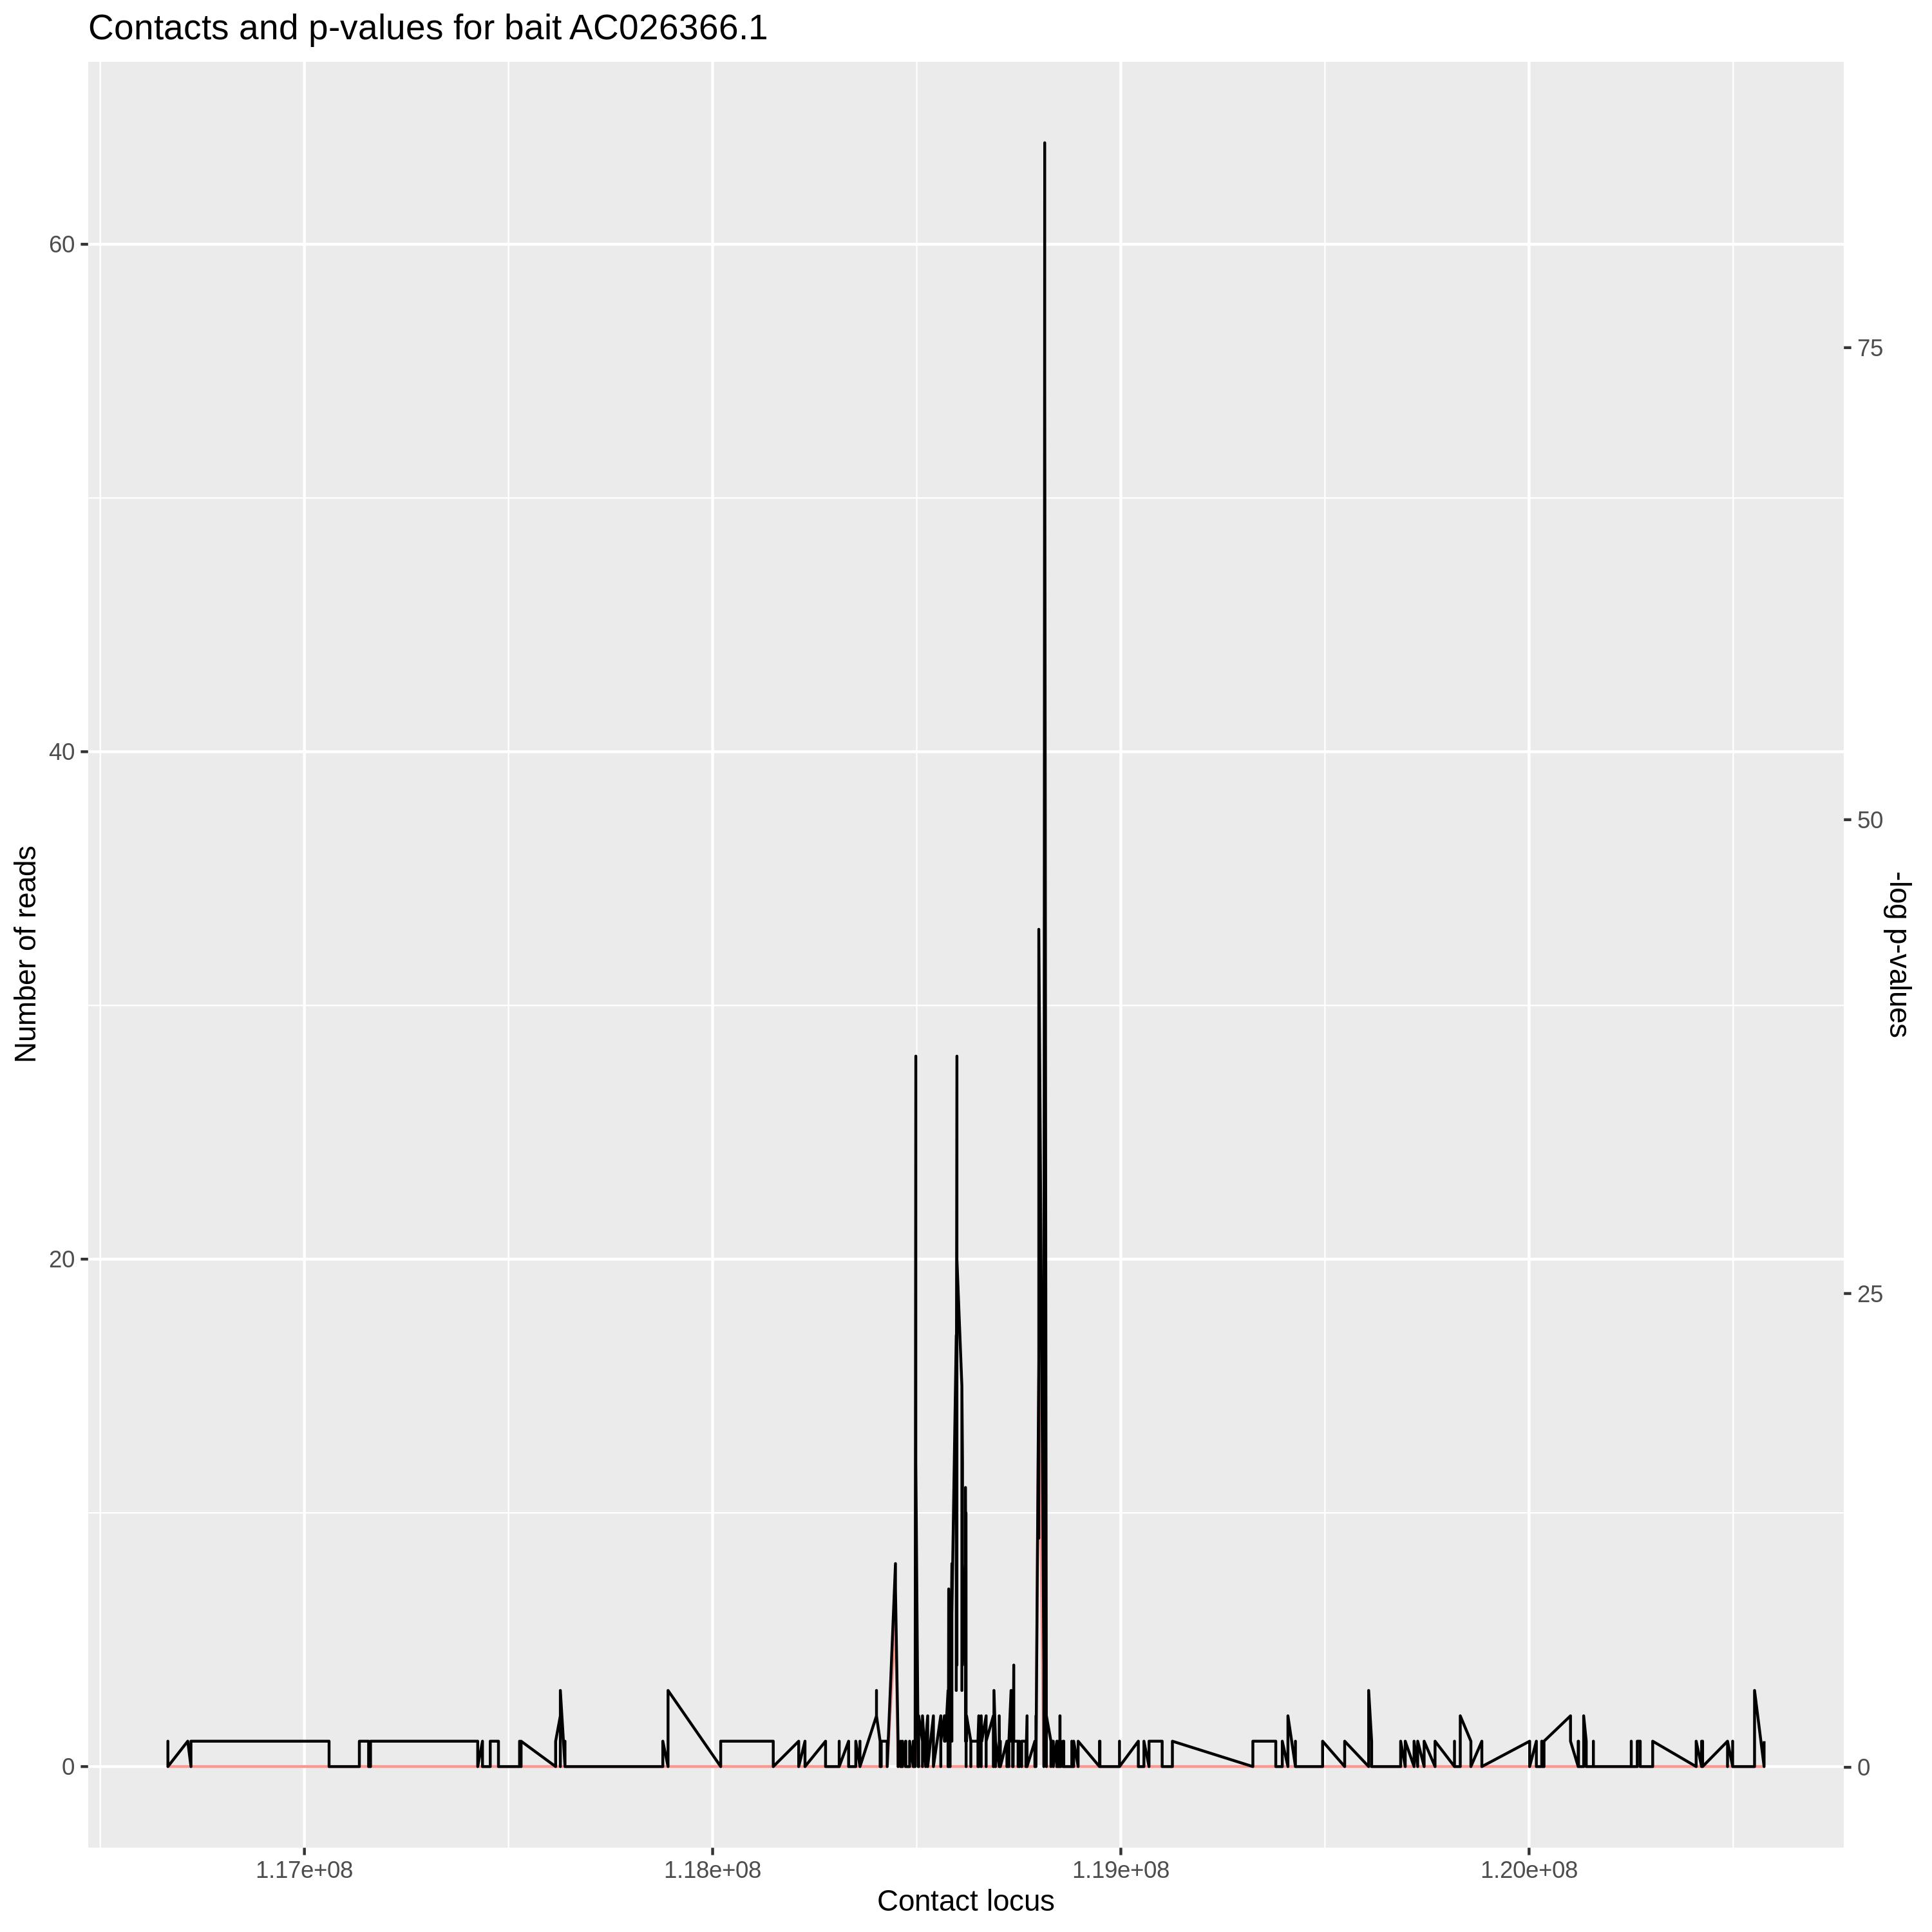 Contacts and p-values for bait AC026366.1
60
40
20
0
Number of reads
75
50
25
0
-log p-values
1.17e+08
1.18e+08
1.19e+08
1.20e+08
Contact locus